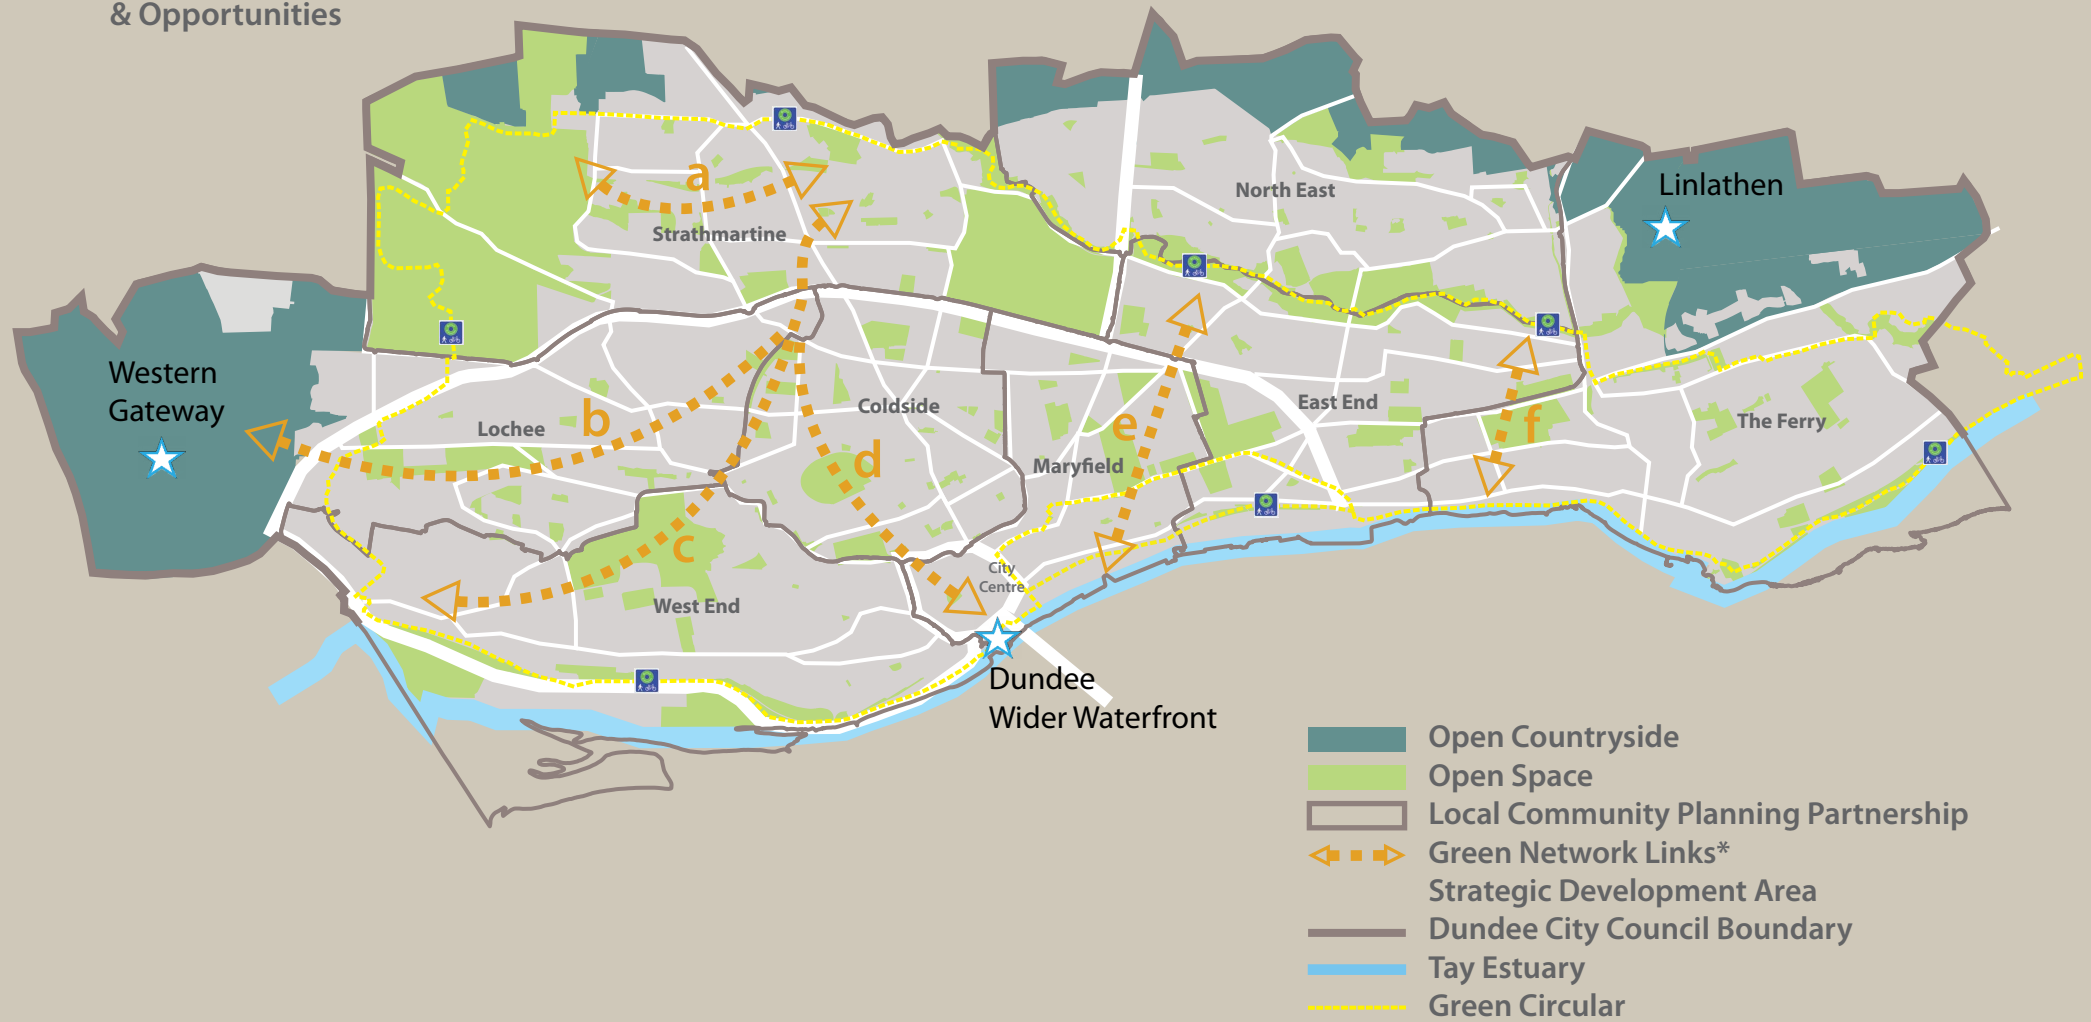 & Opportunities
a
North East
Linlathen
Strathmartine
Western
Gateway
b
Lochee
Coldside
d
e
Maryfield
East End
f
The Ferry
c
West End
City
Centre
Dundee
Wider Waterfront
Open Countryside
Open Space
Local Community Planning Partnership
Green Network Links*
Strategic Development Area
Dundee City Council Boundary
Tay Estuary
Green Circular